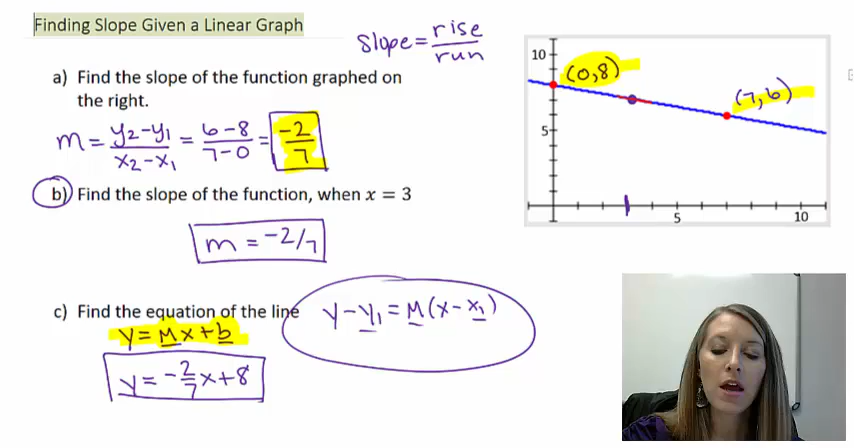 Finding Slope Given a Linear Graph
Slope = rise/run
a) Find the slope of the function graphed on
the right.
m = y₂-y₁/x₂-x₁ = 6-8/7-0 = -2/7
b) Find the slope of the function, when x = 3
m = -2/7
c) Find the equation of the line
y - y₁ = m(x - x₁)
y = mx + b
y = -2/7x + 8
10
(0,8)
(7,6)
5
5
10